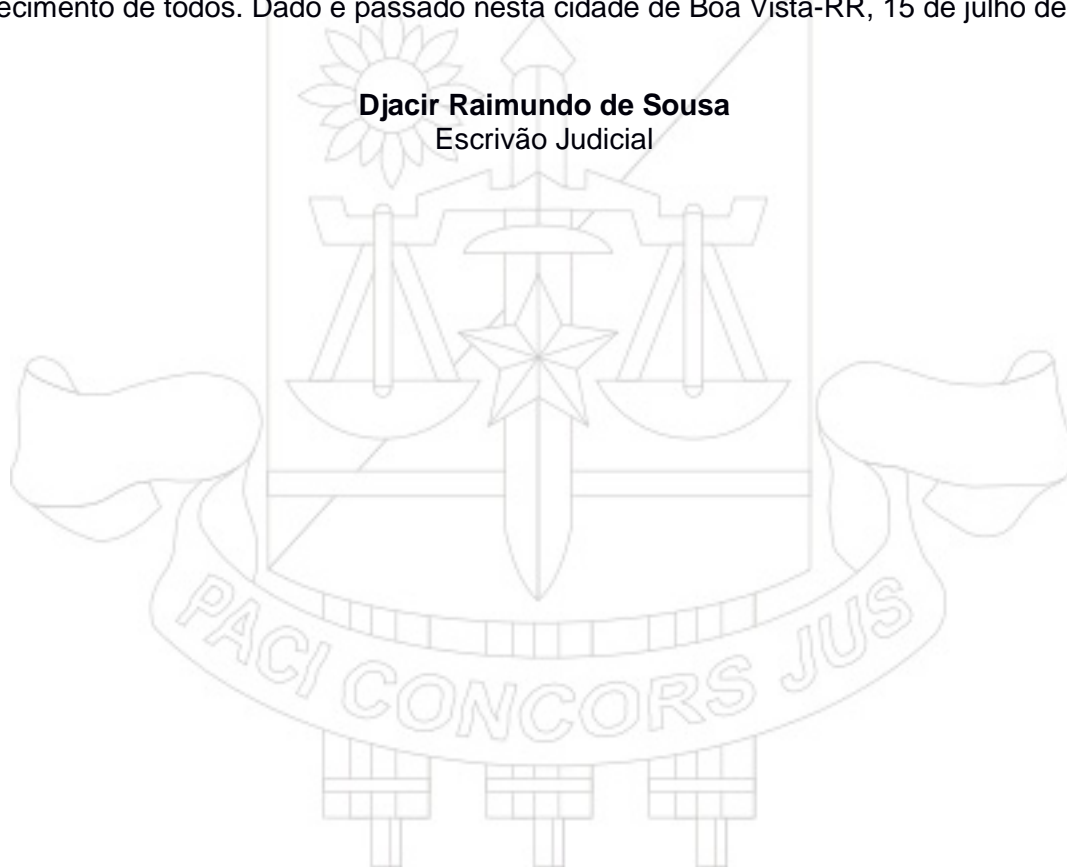 ecimento de todos. Dado e passado nesta cidade de Boa Vista-RR, 15 de julho de
Djacir Raimundo de Sousa
Escrivão Judicial
PACI CONCORS JUS